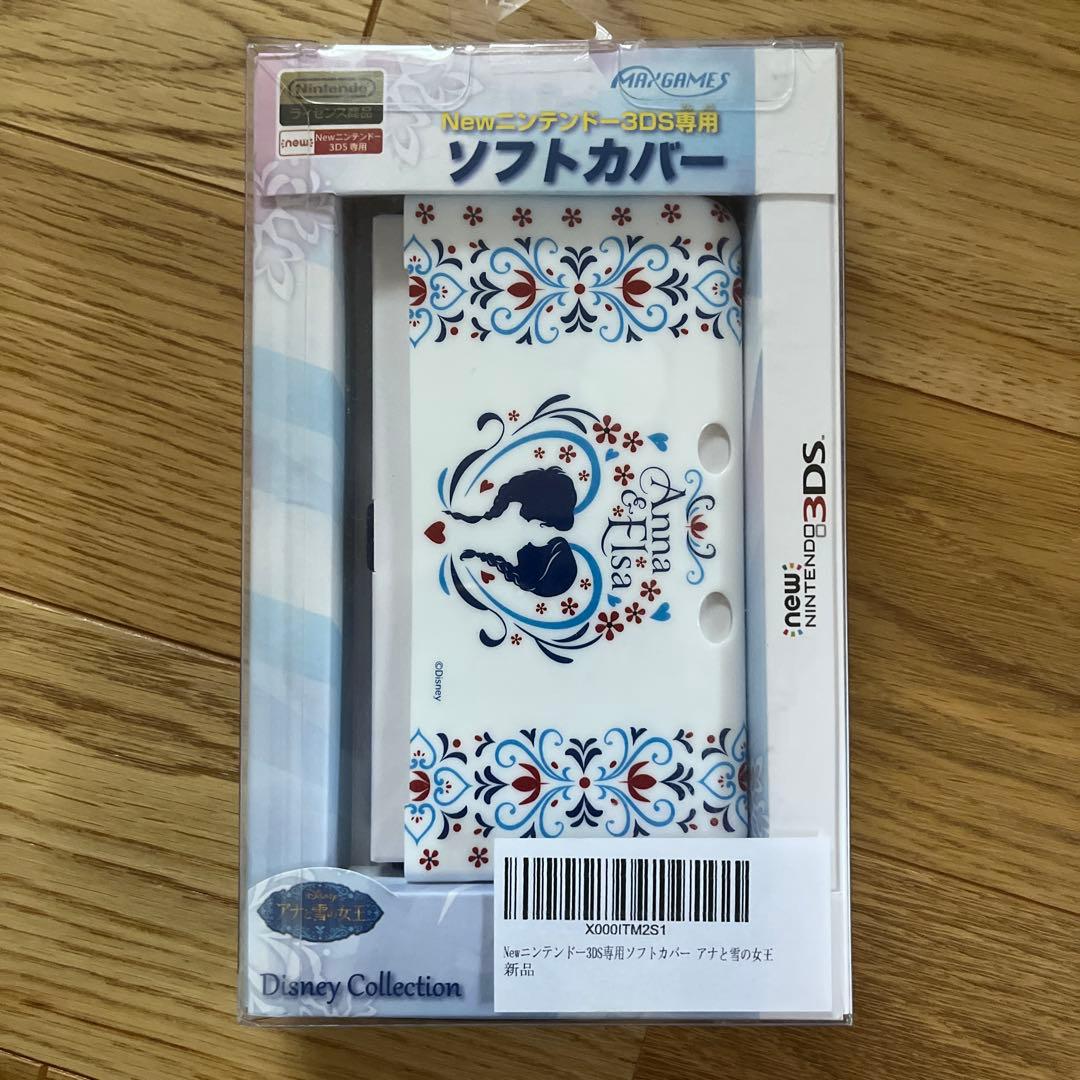 Nintendo
ライセンス商品
new Newニンテンドー
3DS専用
MAXGAMES
Newニンテンドー3DS専用
ソフトカバー
Anna
& Elsa
©Disney
new
NINTENDO3DS™
Disney
アナと雪の女王
Disney Collection
X000ITM2S1
Newニンテンドー3DS専用ソフトカバー アナと雪の女王
新品